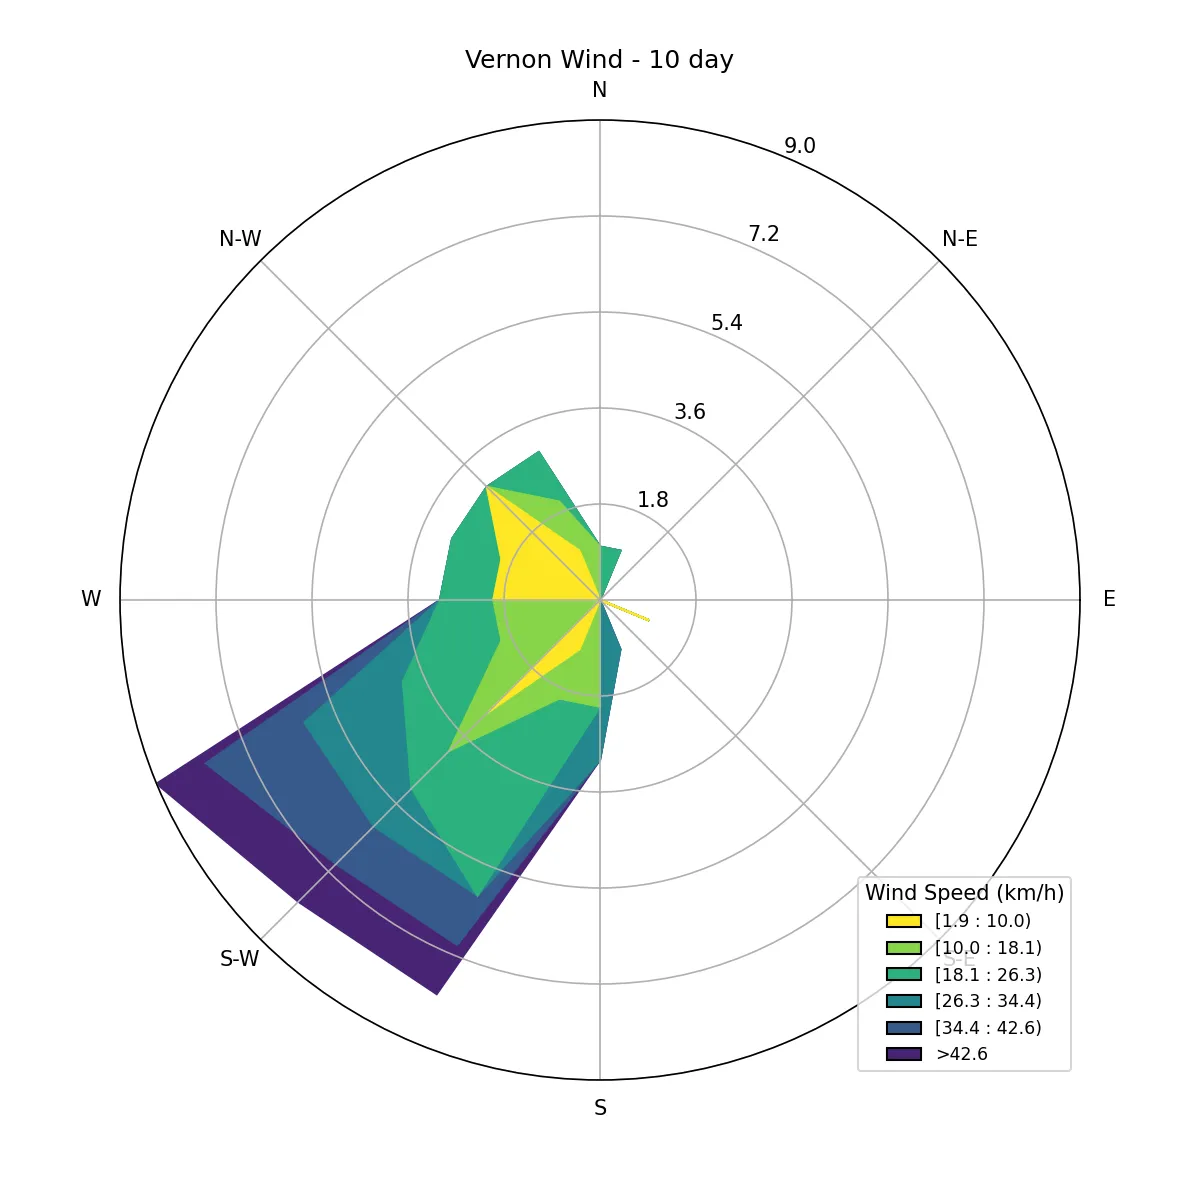 Vernon Wind - 10 day
N
9.0
N-W
N-E
7.2
5.4
3.6
1.8
W
E
Wind Speed (km/h)
[1.9 : 10.0)
[10.0 : 18.1)
S-W
S-E
[18.1 : 26.3)
[26.3 : 34.4)
[34.4 : 42.6)
>42.6
S